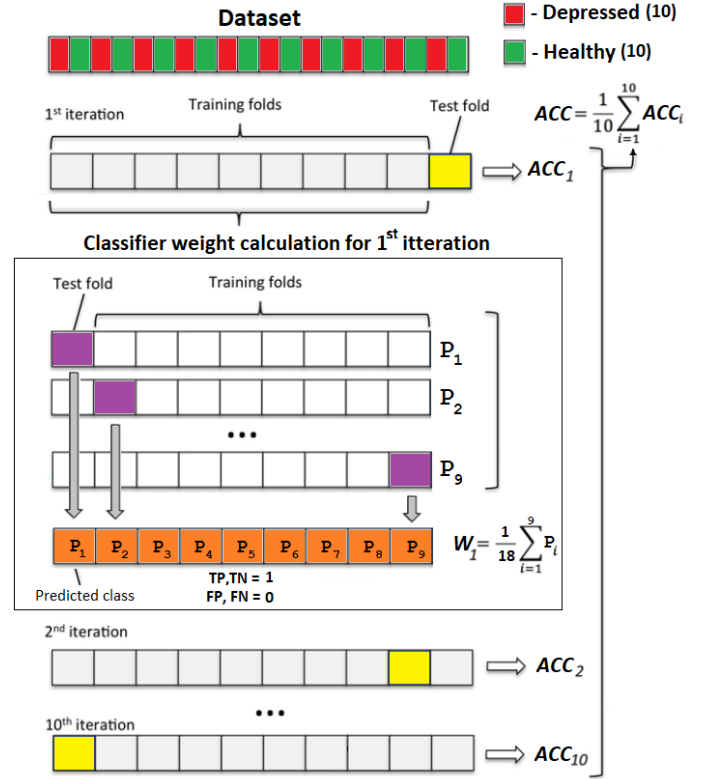 Dataset
- Depressed (10)
- Healthy (10)
1st iteration
Training folds
Test fold
ACC = 1/10 ∑ i=1 10 ACCi
ACC1
Classifier weight calculation for 1st itteration
Test fold
Training folds
P1
P2
...
P9
P1 P2 P3 P4 P5 P6 P7 P8 P9
W1= 1/18 ∑ i=1 9 Pi
TP,TN = 1
Predicted class
FP, FN = 0
2nd iteration
ACC2
...
10th iteration
ACC10